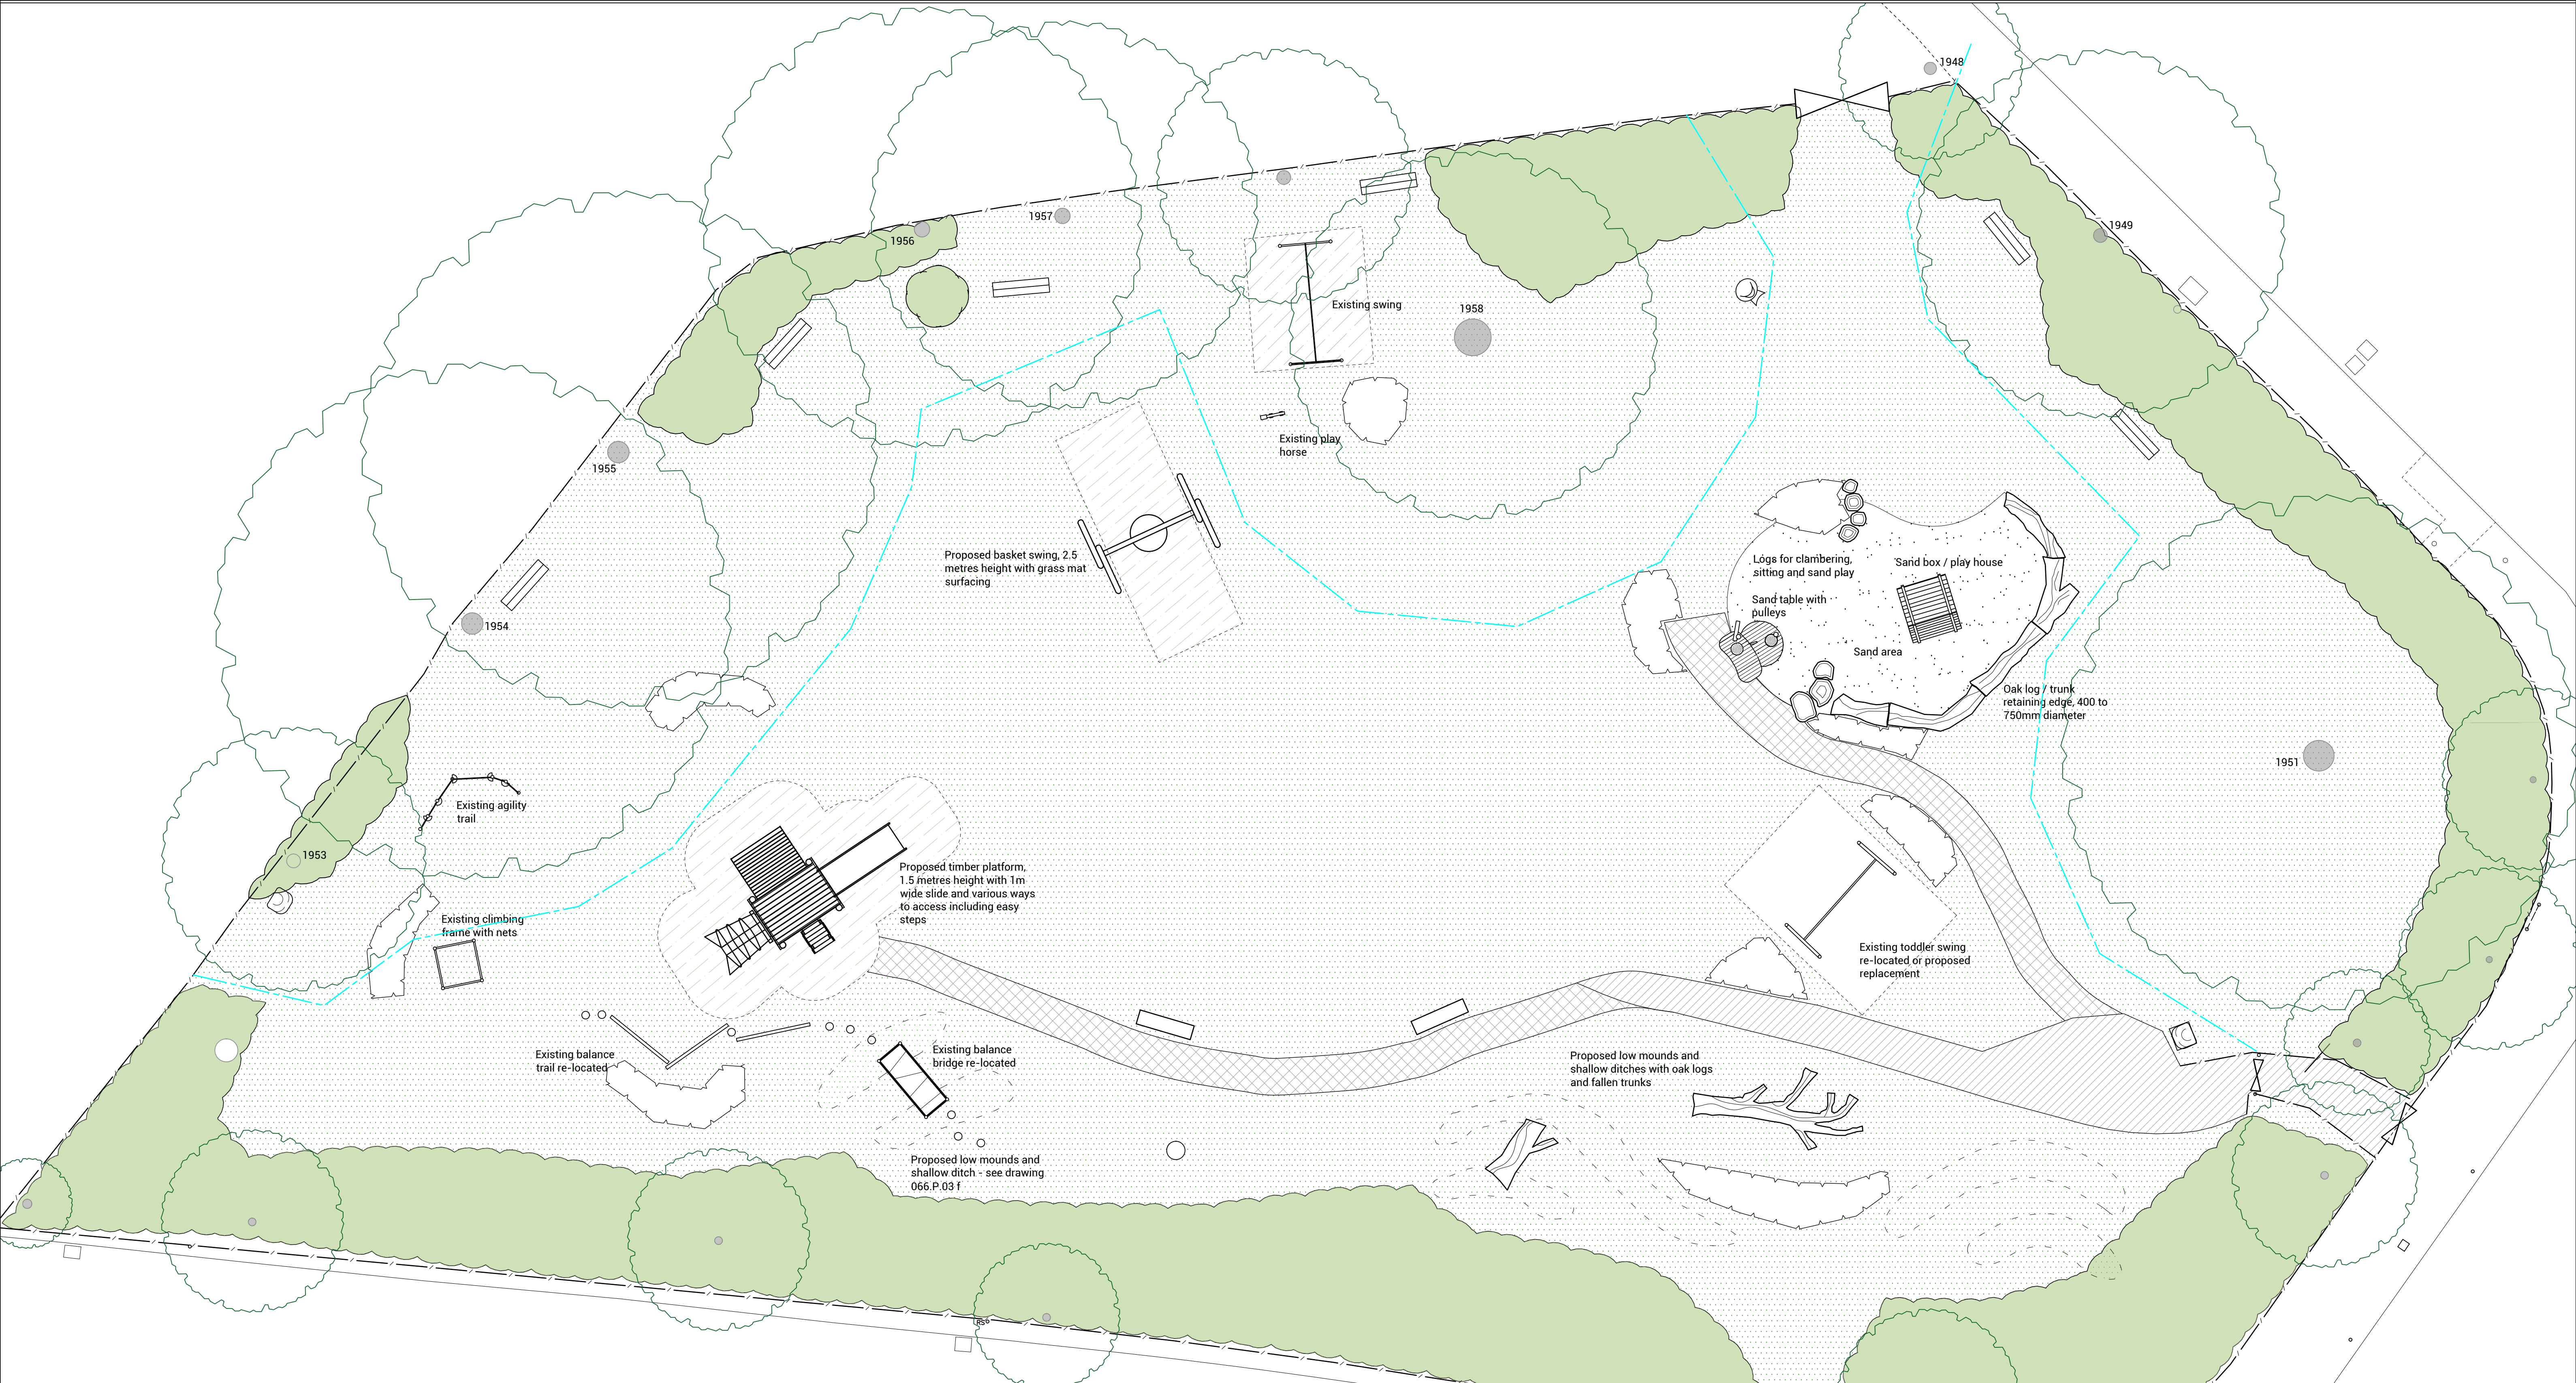 1948
1949
1957
1956
Existing swing
1958
Existing play
horse
1955
Proposed basket swing, 2.5
metres height with grass mat
surfacing
Logs for clambering,
sitting and sand play
Sand box / play house
Sand table with
pulleys
1954
Sand area
Oak log / trunk
retaining edge, 400 to
750mm diameter
1951
Existing agility
trail
1953
Proposed timber platform,
1.5 metres height with 1m
wide slide and various ways
to access including easy
steps
Existing climbing
frame with nets
Existing toddler swing
re-located or proposed
replacement
Existing balance
trail re-located
Existing balance
bridge re-located
Proposed low mounds and
shallow ditches with oak logs
and fallen trunks
Proposed low mounds and
shallow ditch - see drawing
066.P.03 f
RS